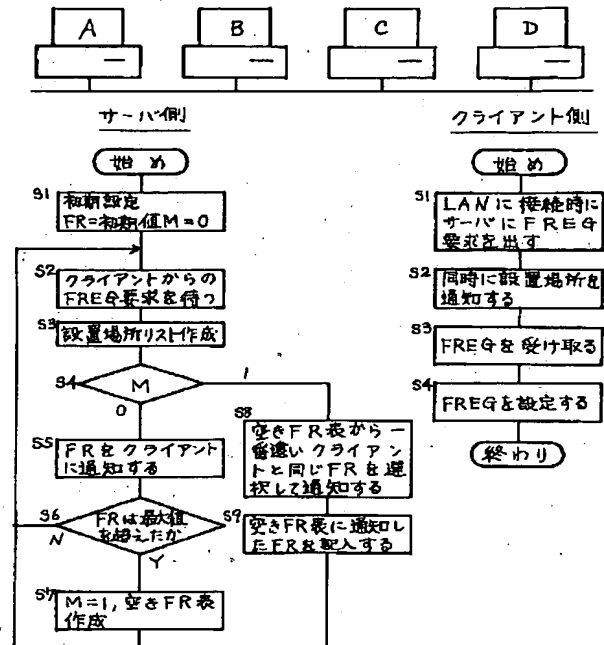 A
B
C
D
サーバ側
始め
S1
初期設定
FR=初期値M=0
S2
クライアントからの
FREG要求を待つ
S3
設置場所リスト作成
S4
M
1
0
S5
FRをクライアント
に通知する
S6
FRは最大値
を超えたか
N
Y
S7
M=1,空きFR表
作成
S8
空きFR表から一
番遠いクライアン
トと同じFRを選
択して通知する
S9
空きFR表に通知し
たFRを記入する
クライアント側
始め
S1
LANに接続時に
サーバにFREG
要求を出す
S2
同時に設置場所を
通知する
S3
FREGを受け取る
S4
FREGを設定する
終わり